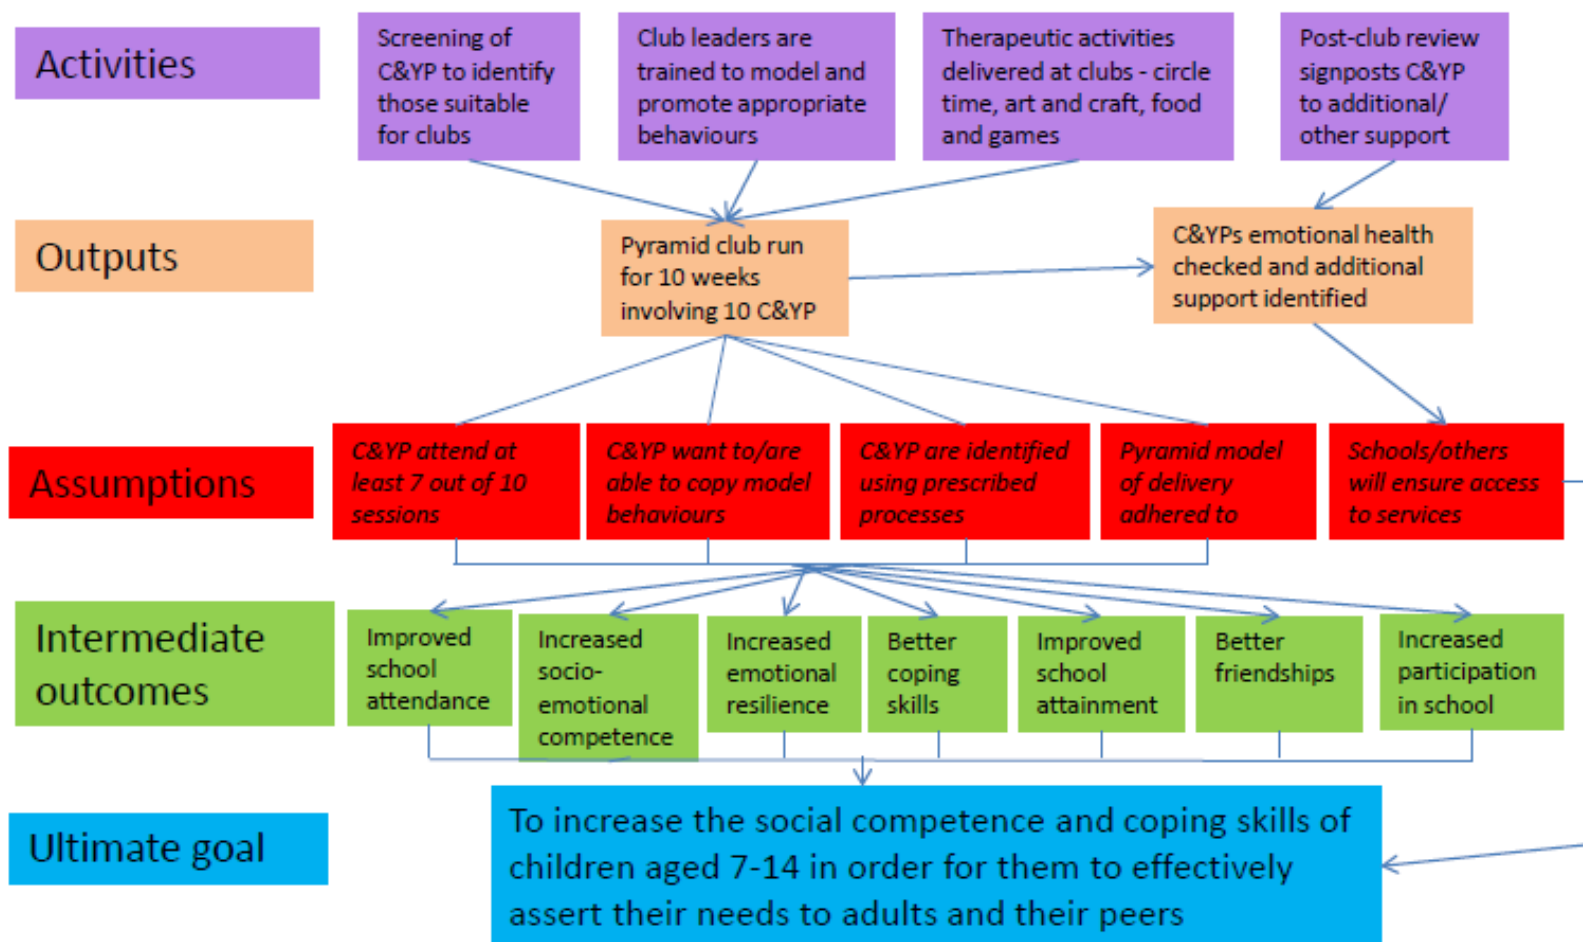 Activities
Screening of
C&YP to identify
those suitable
for clubs
Club leaders are
trained to model and
promote appropriate
behaviours
Therapeutic activities
delivered at clubs - circle
time, art and craft, food
and games
Post-club review
signposts C&YP
to additional/
other support
Outputs
Pyramid club run
for 10 weeks
involving 10 C&YP
C&YPs emotional health
checked and additional
support identified
Assumptions
C&YP attend at
least 7 out of 10
sessions
C&YP want to/are
able to copy model
behaviours
C&YP are identified
using prescribed
processes
Pyramid model
of delivery
adhered to
Schools/others
will ensure access
to services
Intermediate
outcomes
Improved
school
attendance
Increased
socio-
emotional
competence
Increased
emotional
resilience
Better
coping
skills
Improved
school
attainment
Better
friendships
Increased
participation
in school
Ultimate goal
To increase the social competence and coping skills of
children aged 7-14 in order for them to effectively
assert their needs to adults and their peers